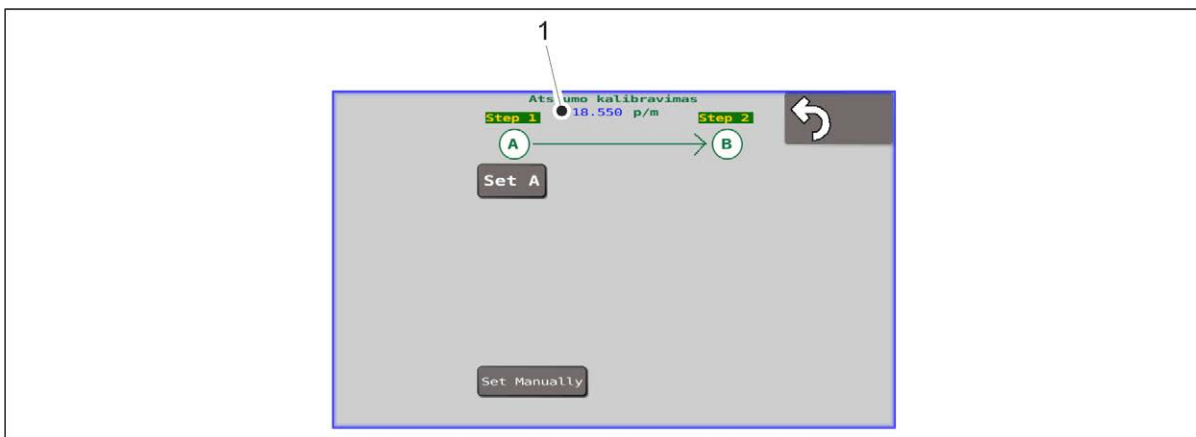 1
Atstumo kalibravimas
Step 1 18.550 p/m Step 2
A B
Set A
Set Manually